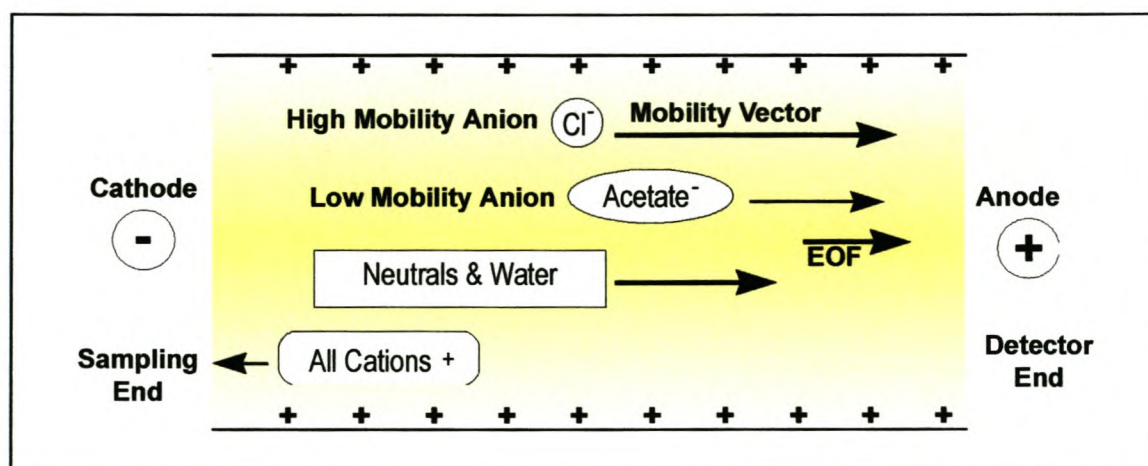 + + + + + + + + + +
High Mobility Anion Cl⁻ Mobility Vector
Cathode
-
Low Mobility Anion Acetate⁻
Anode
+
EOF
Neutrals & Water
Sampling
End
All Cations +
Detector
End
+ + + + + + + + + +